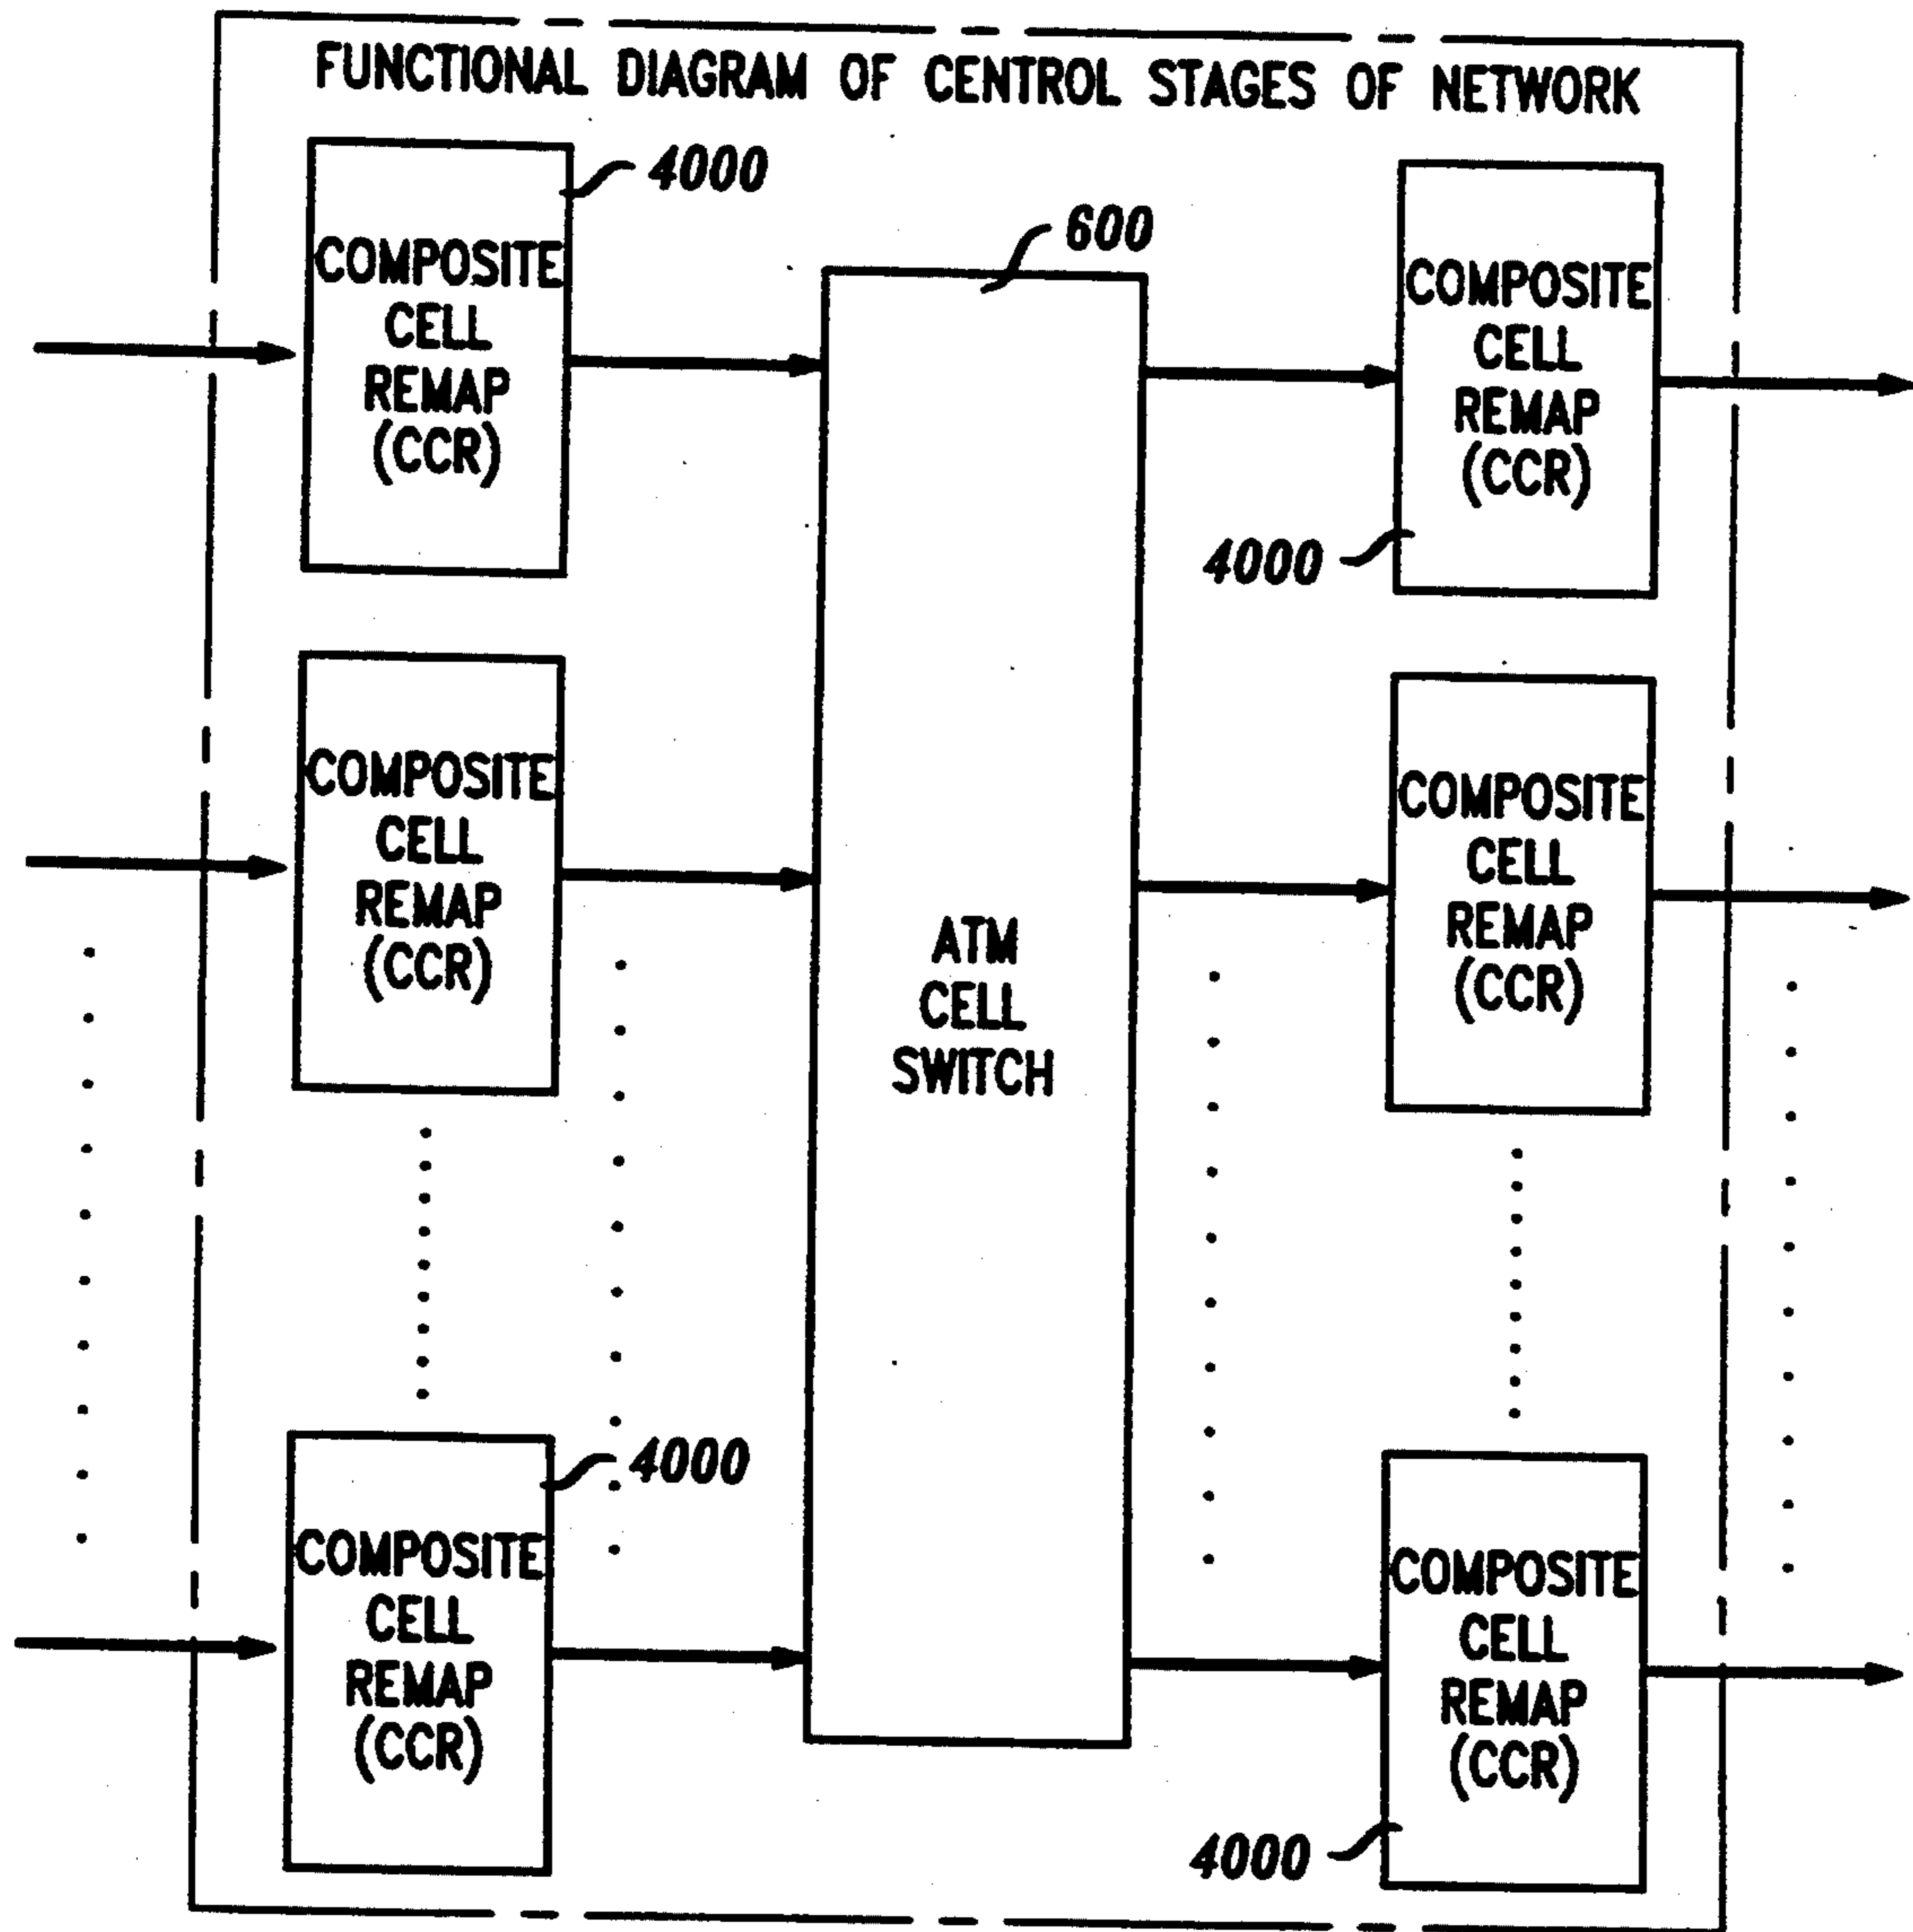 FUNCTIONAL DIAGRAM OF CENTRAL STAGES OF NETWORK
4000
COMPOSITE
CELL
REMAP
(CCR)
COMPOSITE
CELL
REMAP
(CCR)
4000
COMPOSITE
CELL
REMAP
(CCR)
600
ATM
CELL
SWITCH
COMPOSITE
CELL
REMAP
(CCR)
4000
COMPOSITE
CELL
REMAP
(CCR)
COMPOSITE
CELL
REMAP
(CCR)
4000